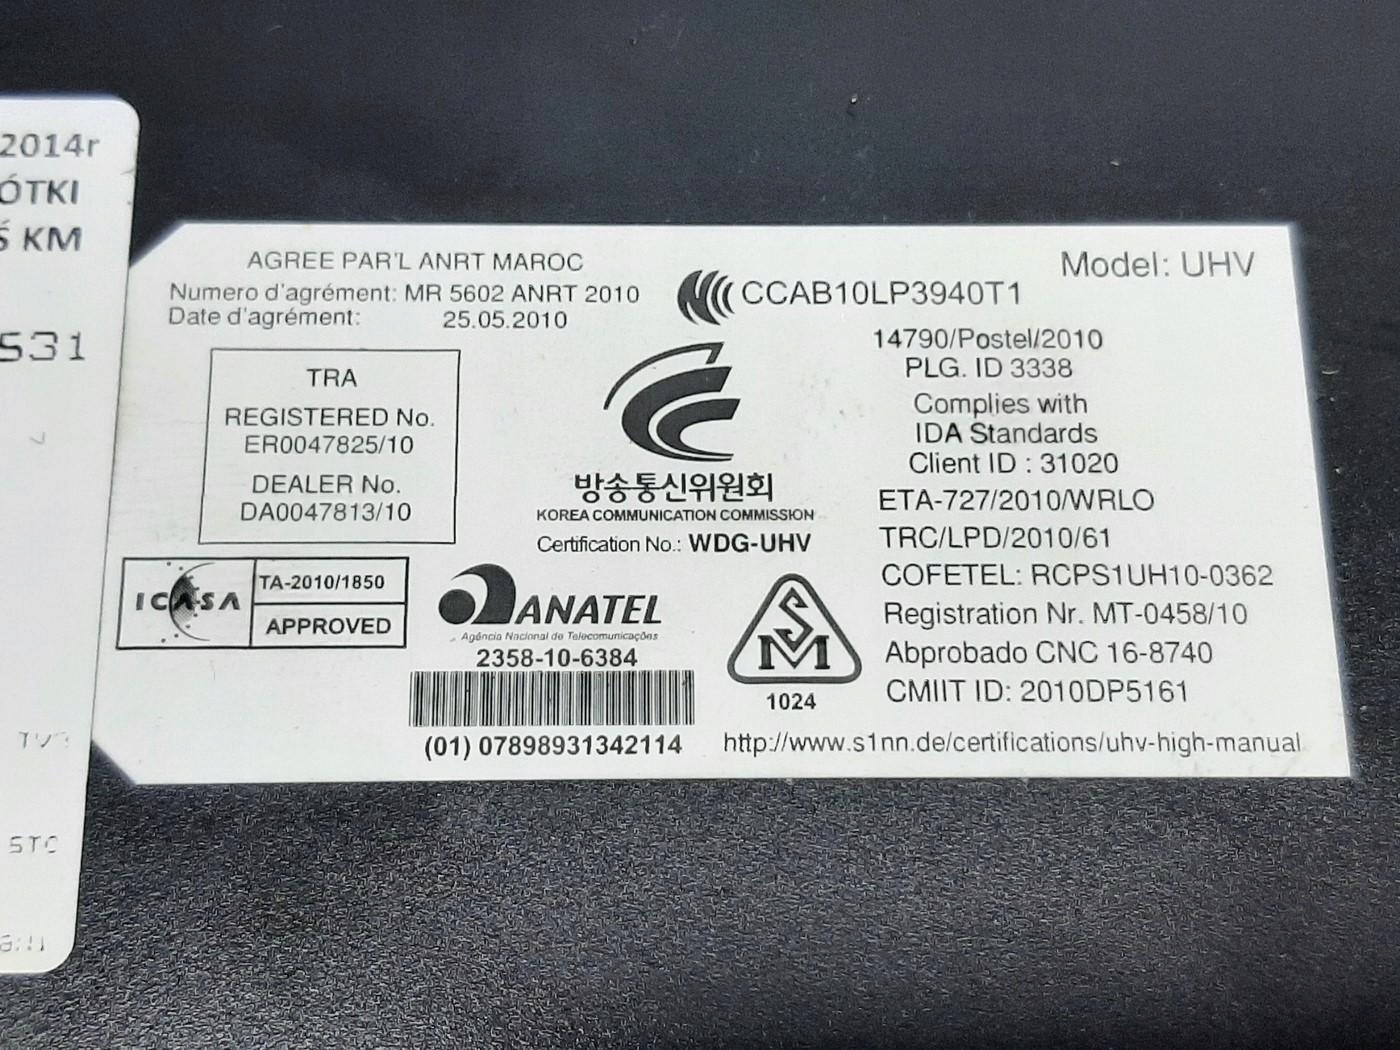 2014r
ÓTKI
Ś KM
531
STC
AGREE PAR'L ANRT MAROC
Numero d'agrément: MR 5602 ANRT 2010
Date d'agrément: 25.05.2010
TRA
REGISTERED No.
ER0047825/10
DEALER No.
DA0047813/10
ICASA
TA-2010/1850
APPROVED
CCAB10LP3940T1
방송통신위원회
KOREA COMMUNICATION COMMISSION
Certification No.: WDG-UHV
ANATEL
Agência Nacional de Telecomunicações
2358-10-6384
(01) 07898931342114
SM
1024
Model: UHV
14790/Postel/2010
PLG. ID 3338
Complies with
IDA Standards
Client ID : 31020
ETA-727/2010/WRLO
TRC/LPD/2010/61
COFETEL: RCPS1UH10-0362
Registration Nr. MT-0458/10
Abprobado CNC 16-8740
CMIIT ID: 2010DP5161
http://www.s1nn.de/certifications/uhv-high-manual